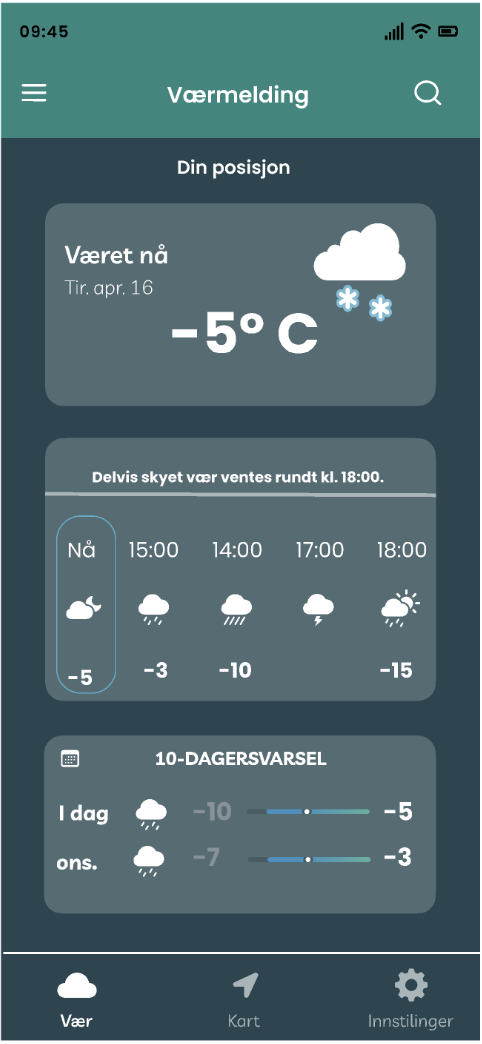 09:45
Værmelding
Din posisjon
Været nå
Tir. apr. 16
-5° C
Delvis skyet vær ventes rundt kl. 18:00.
Nå 15:00 14:00 17:00 18:00
-5 -3 -10 -15
10-DAGERSVARSEL
I dag -10 -5
ons. -7 -3
Vær Kart Innstilinger